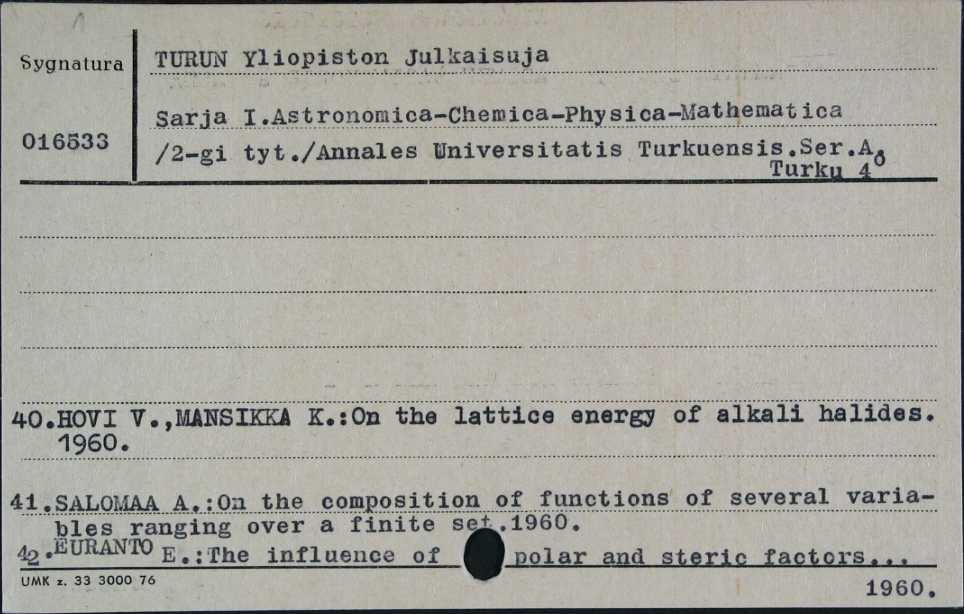 Sygnatura
TURUN Yliopiston Julkaisuja
016533
Sarja I.Astronomica-Chemica-Physica-Mathematica
/2-gi tyt./Annales Universitatis Turkuensis.Ser.A.
Turku 4°
40.HOVI V.,MANSIKKA K.:On the lattice energy of alkali halides.
1960.
41.SALOMAA A.:On the composition of functions of several varia-
bles ranging over a finite set.1960.
42.EURANTO E.:The influence of polar and steric factors...
UMK z. 33 3000 76
1960.